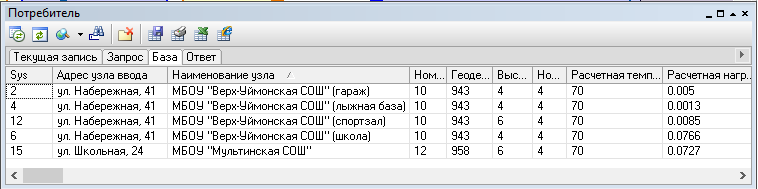 Потребитель
Текущая запись Запрос База Ответ
Sys Адрес узла ввода Наименование узла Ном... Геоде... Выс... Но... Расчетная темп... Расчетная нагр
2 ул. Набережная, 41 МБОУ "Верх-Уймонская СОШ" (гараж) 10 943 4 4 70 0.005
4 ул. Набережная, 41 МБОУ "Верх-Уймонская СОШ" (лыжная база) 10 943 4 4 70 0.0013
12 ул. Набережная, 41 МБОУ "Верх-Уймонская СОШ" (спортзал) 10 943 6 4 70 0.0085
6 ул. Набережная, 41 МБОУ "Верх-Уймонская СОШ" (школа) 10 943 4 4 70 0.0766
15 ул. Школьная, 24 МБОУ "Мультинская СОШ" 12 958 6 4 70 0.0727